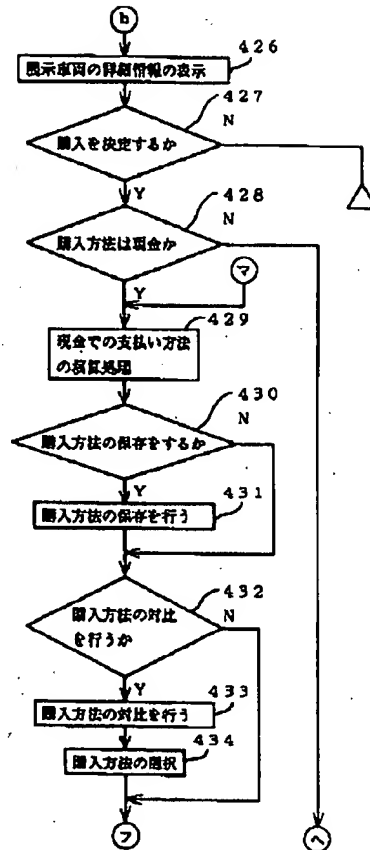 b
426
展示車両の詳細情報の表示
427
N
購入を決定するか
Y
428
N
購入方法は現金か
マ
Y
429
現金での支払い方法
の演算処理
430
N
購入方法の保存をするか
Y
431
購入方法の保存を行う
432
N
購入方法の対比
を行うか
Y
433
購入方法の対比を行う
434
購入方法の選択
フ
へ